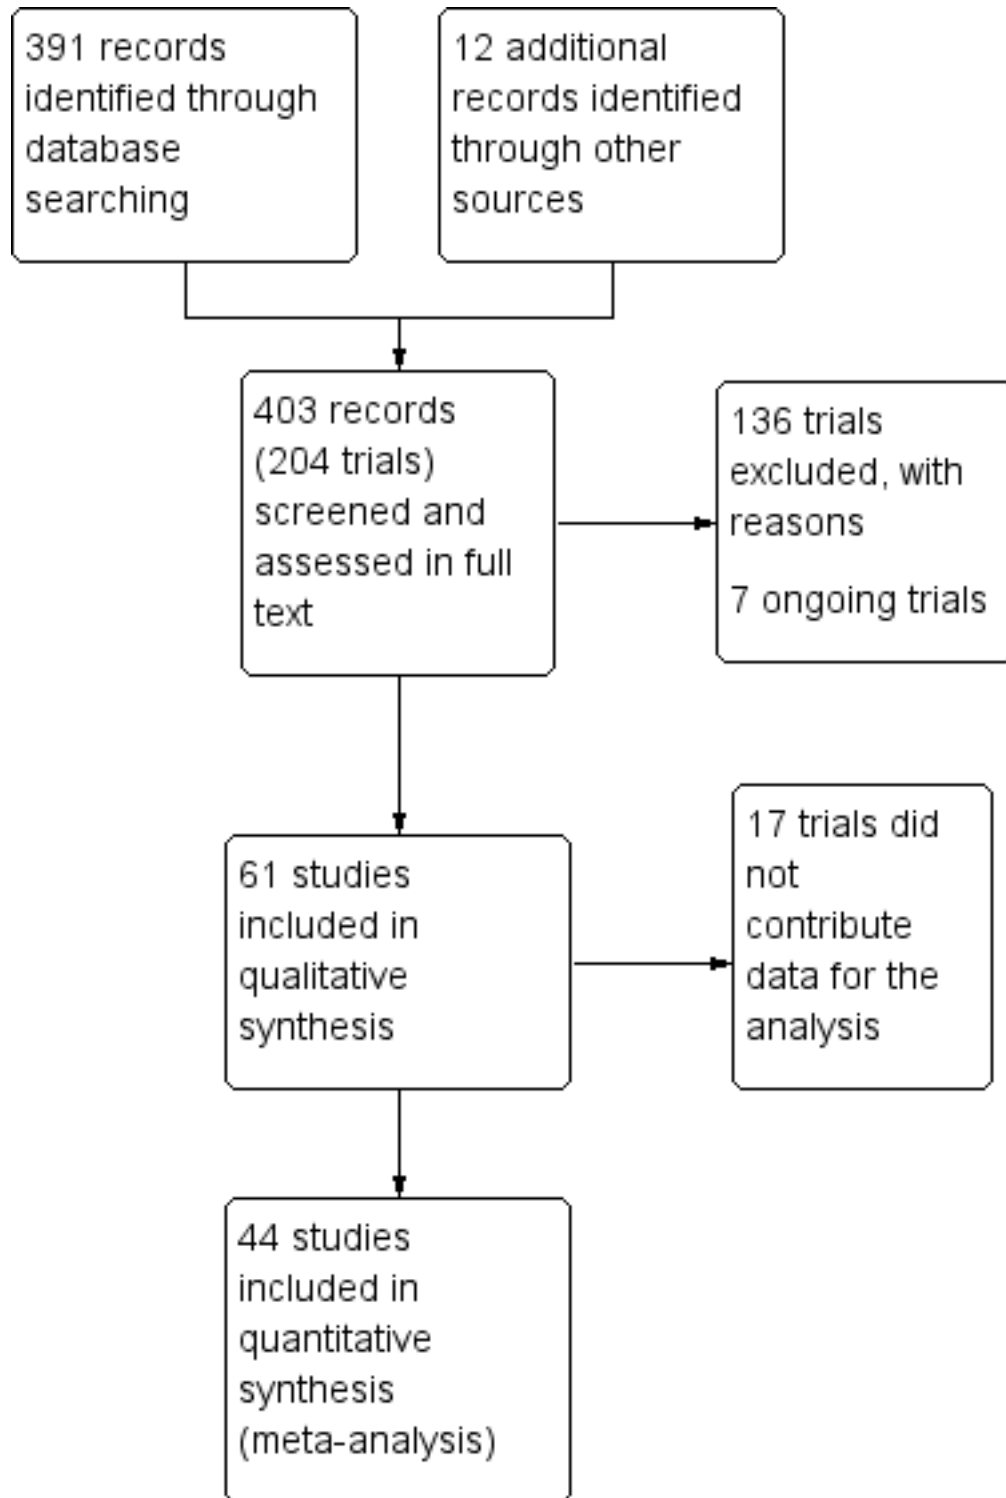 391 records
identified through
database
searching
12 additional
records identified
through other
sources
403 records
(204 trials)
screened and
assessed in full
text
136 trials
excluded, with
reasons
7 ongoing trials
61 studies
included in
qualitative
synthesis
17 trials did
not
contribute
data for the
analysis
44 studies
included in
quantitative
synthesis
(meta-analysis)